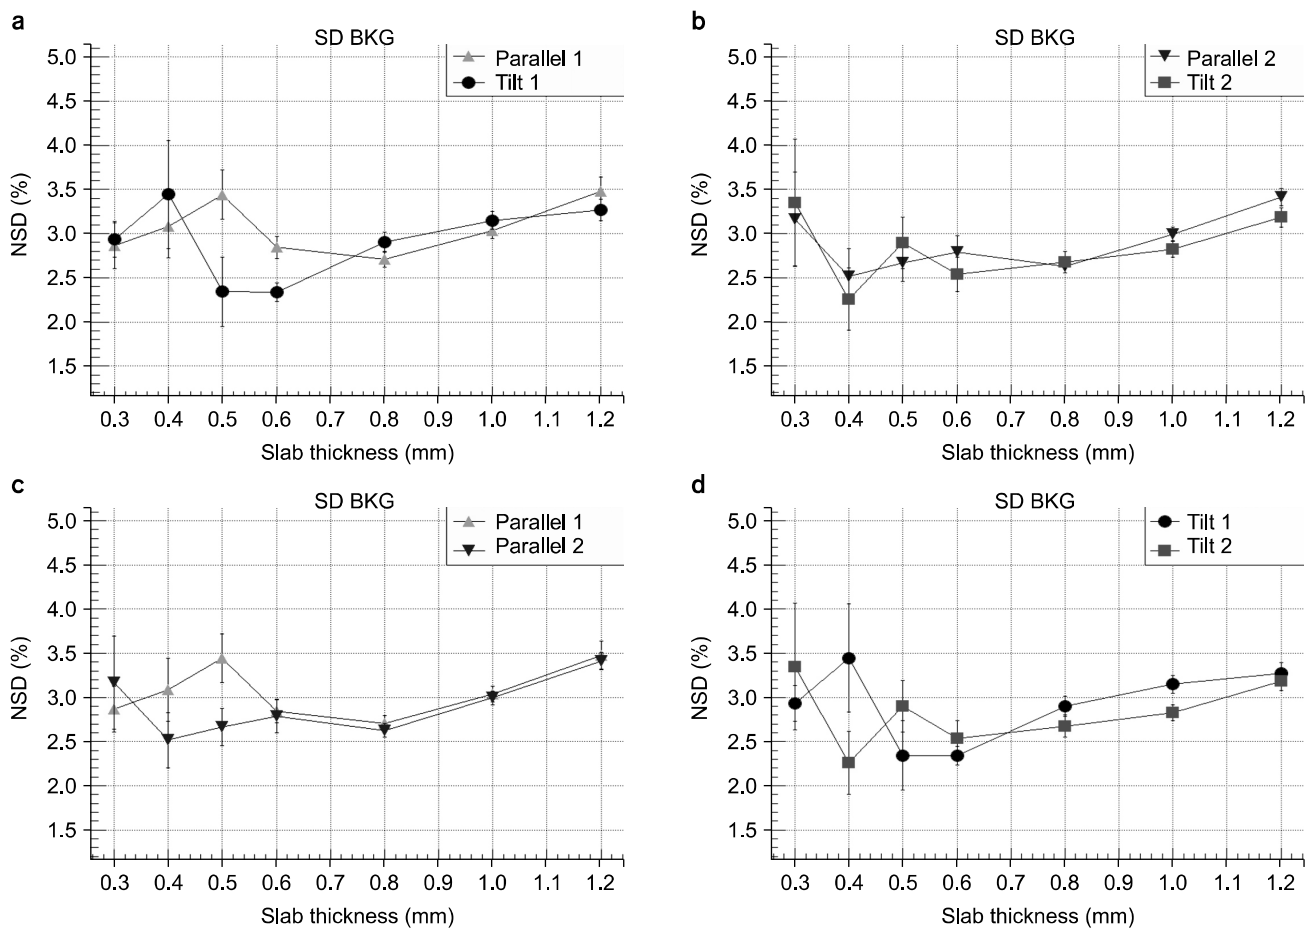 a
SD BKG
Parallel 1
Tilt 1
NSD (%)
5.0
4.5
4.0
3.5
3.0
2.5
2.0
1.5
0.3 0.4 0.5 0.6 0.7 0.8 0.9 1.0 1.1 1.2
Slab thickness (mm)
b
SD BKG
Parallel 2
Tilt 2
NSD (%)
5.0
4.5
4.0
3.5
3.0
2.5
2.0
1.5
0.3 0.4 0.5 0.6 0.7 0.8 0.9 1.0 1.1 1.2
Slab thickness (mm)
c
SD BKG
Parallel 1
Parallel 2
NSD (%)
5.0
4.5
4.0
3.5
3.0
2.5
2.0
1.5
0.3 0.4 0.5 0.6 0.7 0.8 0.9 1.0 1.1 1.2
Slab thickness (mm)
d
SD BKG
Tilt 1
Tilt 2
NSD (%)
5.0
4.5
4.0
3.5
3.0
2.5
2.0
1.5
0.3 0.4 0.5 0.6 0.7 0.8 0.9 1.0 1.1 1.2
Slab thickness (mm)